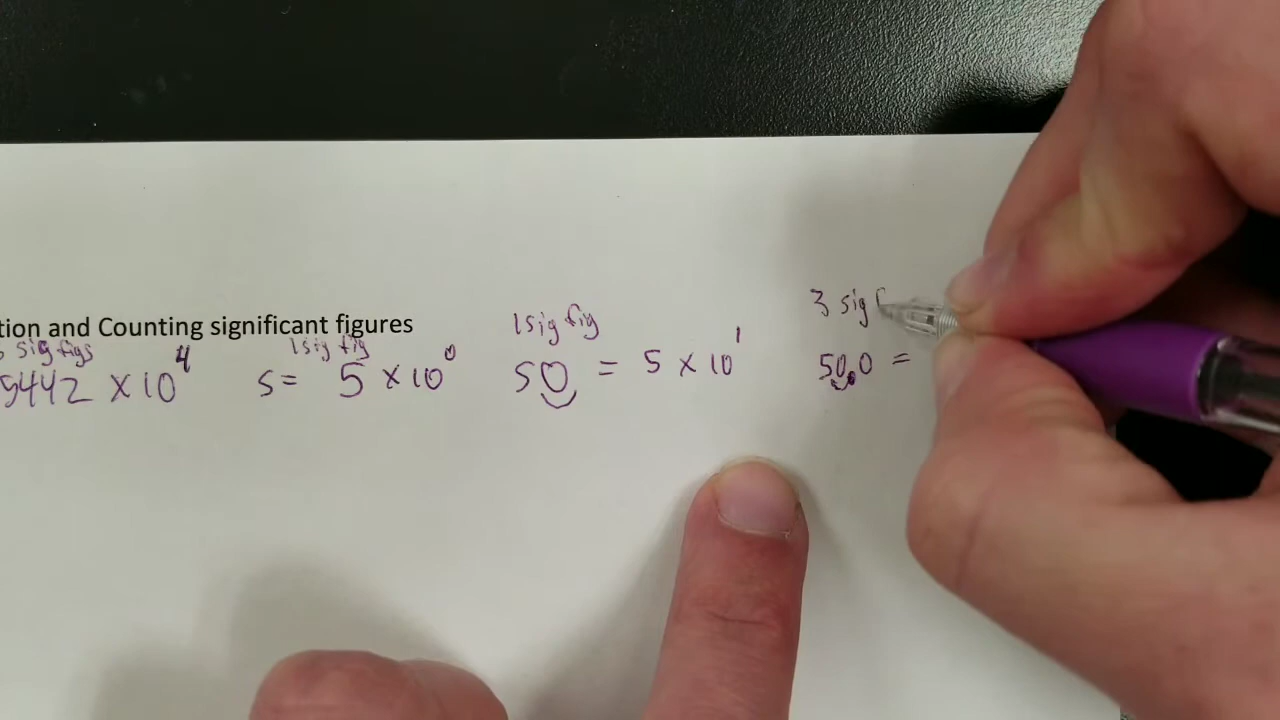 tion and Counting significant figures
1 sig fig
3 sig f
sig figs
1 sig fig
5442 × 10⁴
5 = 5 × 10⁰
50 = 5 × 10¹
50.0 =